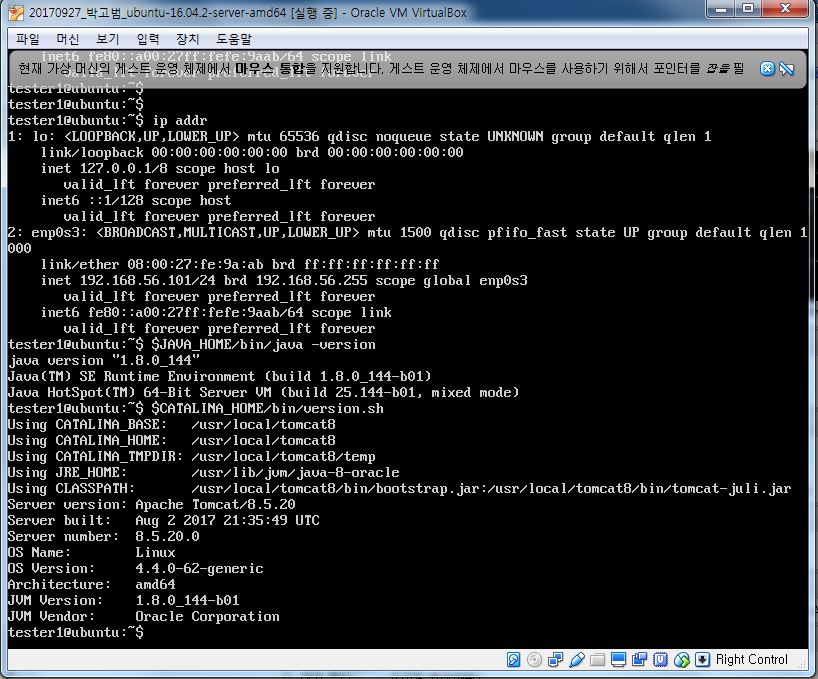 20170927_박고범_ubuntu-16.04.2-server-amd64 [실행 중] - Oracle VM VirtualBox
파일 머신 보기 입력 장치 도움말
inet6 fe80::a00:27ff:fefe:9aab/64 scope link
현재 가상 머신의 게스트 운영 체제에서 마우스 통합을 지원합니다. 게스트 운영 체제에서 마우스를 사용하기 위해서 포인터를 잡을 필
valid_lft forever preferred_lft forever
tester1@ubuntu:~$
tester1@ubuntu:~$
tester1@ubuntu:~$ ip addr
1: lo: <LOOPBACK,UP,LOWER_UP> mtu 65536 qdisc noqueue state UNKNOWN group default qlen 1
link/loopback 00:00:00:00:00:00 brd 00:00:00:00:00:00
inet 127.0.0.1/8 scope host lo
valid_lft forever preferred_lft forever
inet6 ::1/128 scope host
valid_lft forever preferred_lft forever
2: enp0s3: <BROADCAST,MULTICAST,UP,LOWER_UP> mtu 1500 qdisc pfifo_fast state UP group default qlen 1
000
link/ether 08:00:27:fe:9a:ab brd ff:ff:ff:ff:ff:ff
inet 192.168.56.101/24 brd 192.168.56.255 scope global enp0s3
valid_lft forever preferred_lft forever
inet6 fe80::a00:27ff:fefe:9aab/64 scope link
valid_lft forever preferred_lft forever
tester1@ubuntu:~$ $JAVA_HOME/bin/java -version
java version "1.8.0_144"
Java(TM) SE Runtime Environment (build 1.8.0_144-b01)
Java HotSpot(TM) 64-Bit Server VM (build 25.144-b01, mixed mode)
tester1@ubuntu:~$ $CATALINA_HOME/bin/version.sh
Using CATALINA_BASE:   /usr/local/tomcat8
Using CATALINA_HOME:   /usr/local/tomcat8
Using CATALINA_TMPDIR: /usr/local/tomcat8/temp
Using JRE_HOME:        /usr/lib/jvm/java-8-oracle
Using CLASSPATH:       /usr/local/tomcat8/bin/bootstrap.jar:/usr/local/tomcat8/bin/tomcat-juli.jar
Server version: Apache Tomcat/8.5.20
Server built:   Aug 2 2017 21:35:49 UTC
Server number:  8.5.20.0
OS Name:        Linux
OS Version:     4.4.0-62-generic
Architecture:   amd64
JVM Version:    1.8.0_144-b01
JVM Vendor:     Oracle Corporation
tester1@ubuntu:~$
Right Control